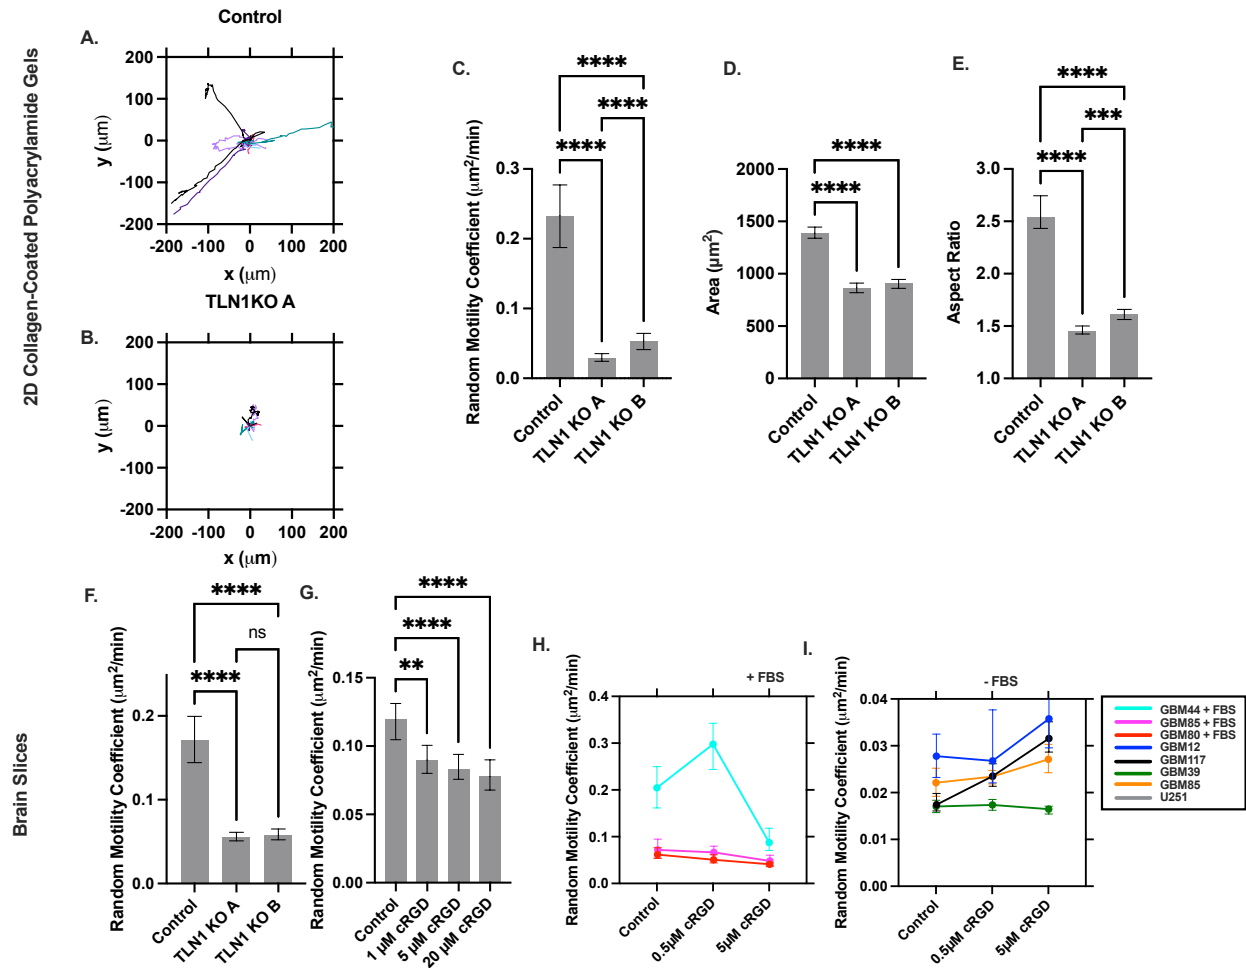 2D Collagen-Coated Polyacrylamide Gels
Brain Slices
A.
Control
y (μm)
200
100
0
-100
-200
-200 -100 0 100 200
x (μm)
B.
TLN1KO A
y (μm)
200
100
0
-100
-200
-200 -100 0 100 200
x (μm)
C.
****
****
****
Random Motility Coefficient (μm²/min)
0.3
0.2
0.1
0.0
Control
TLN1 KO A
TLN1 KO B
D.
****
****
Area (μm²)
2000
1500
1000
500
0
Control
TLN1 KO A
TLN1 KO B
E.
****
***
****
Aspect Ratio
3.0
2.5
2.0
1.5
1.0
Control
TLN1 KO A
TLN1 KO B
F.
****
ns
****
Random Motility Coefficient (μm²/min)
0.2
0.1
0.0
Control
TLN1 KO A
TLN1 KO B
G.
****
****
**
Random Motility Coefficient (μm²/min)
0.15
0.10
0.05
0.00
Control
1 μM cRGD
5 μM cRGD
20 μM cRGD
H.
+ FBS
Random Motility Coefficient (μm²/min)
0.4
0.3
0.2
0.1
0.0
Control
0.5μM cRGD
5μM cRGD
I.
- FBS
Random Motility Coefficient (μm²/min)
0.04
0.03
0.02
0.01
0.00
Control
0.5μM cRGD
5μM cRGD
GBM44 + FBS
GBM85 + FBS
GBM80 + FBS
GBM12
GBM117
GBM39
GBM85
U251